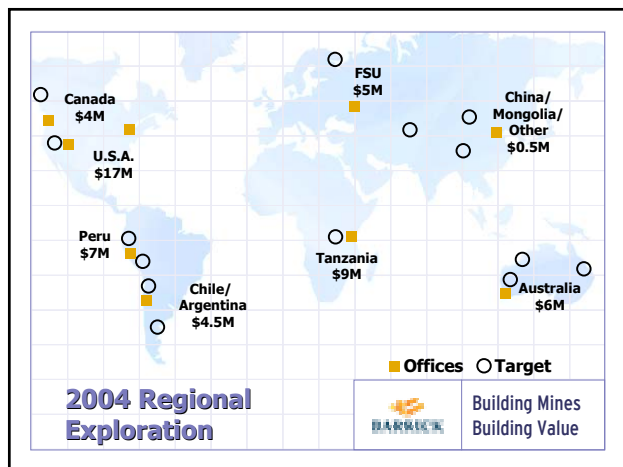 FSU
$5M
Canada
$4M
China/
Mongolia/
Other
$0.5M
U.S.A.
$17M
Peru
$7M
Tanzania
$9M
Chile/
Argentina
$4.5M
Australia
$6M
Offices
Target
2004 Regional
Exploration
BARRICK
Building Mines
Building Value